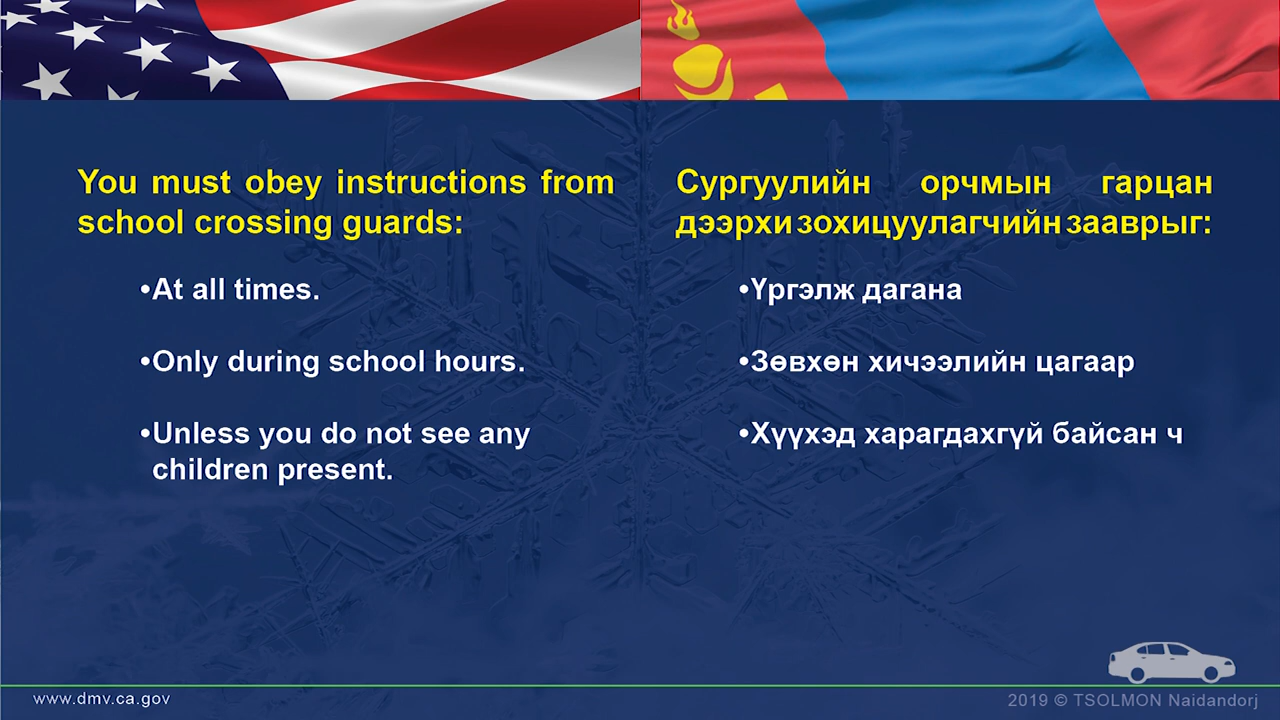 You must obey instructions from
school crossing guards:
•At all times.
•Only during school hours.
•Unless you do not see any
children present.
Сургуулийн орчмын гарцан
дээрхи зохицуулагчийн зааврыг:
•Үргэлж дагана
•Зөвхөн хичээлийн цагаар
•Хүүхэд харагдахгүй байсан ч
www.dmv.ca.gov
2019 © TSOLMON Naidandorj